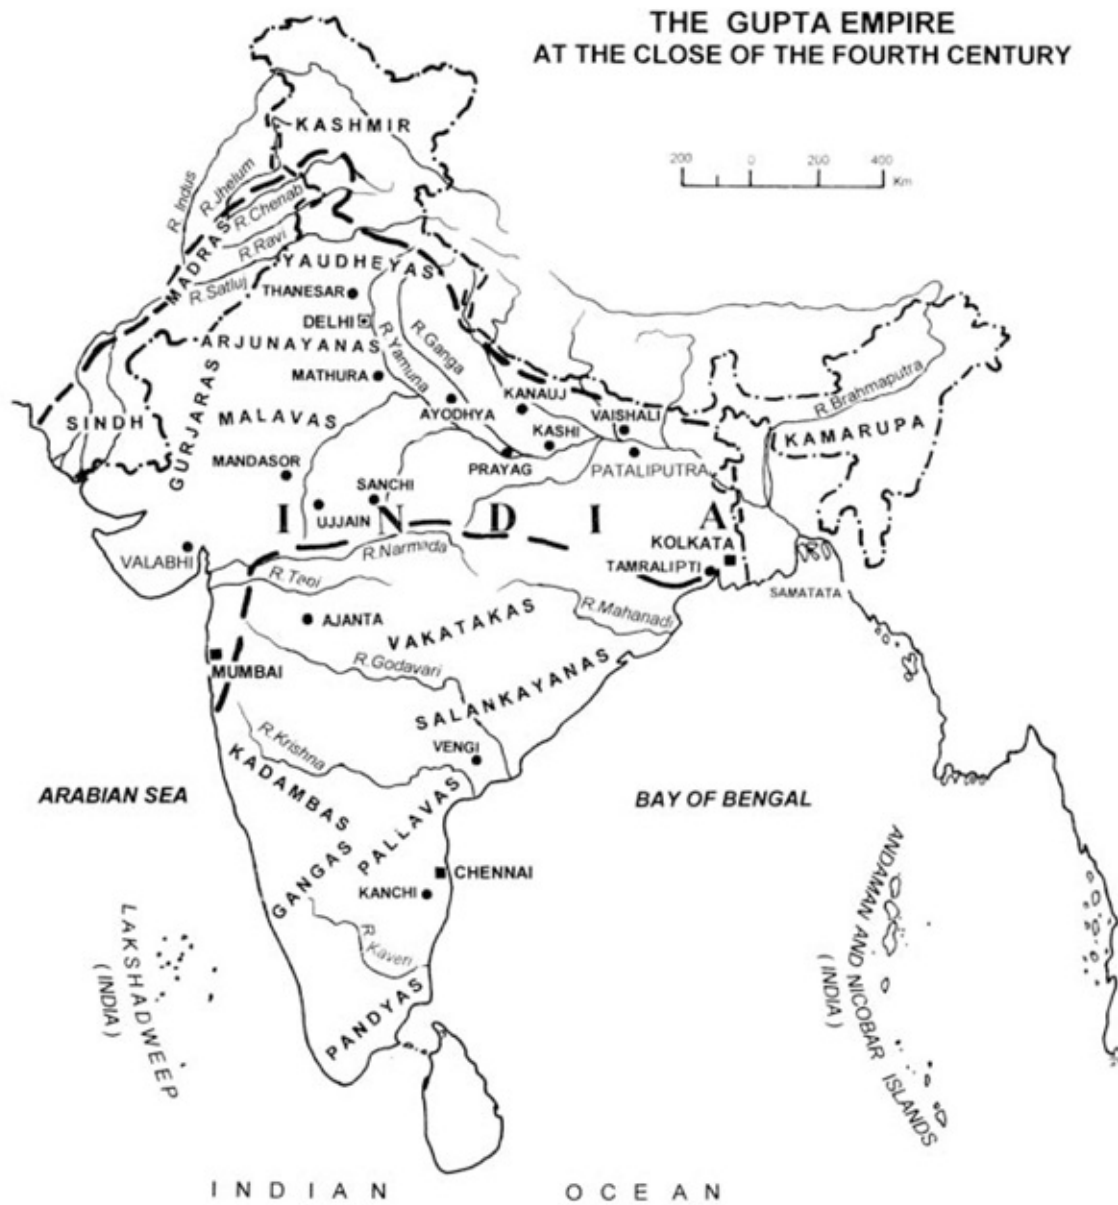 THE GUPTA EMPIRE
AT THE CLOSE OF THE FOURTH CENTURY
200 0 200 400
Km
KASHMIR
R. Indus
R. Jhelum
R. Chenab
R. Ravi
MADRAS
R. Satluj
YAUDHEYAS
THANESAR
DELHI
ARJUNAYANAS
R. Yamuna
R. Ganga
MATHURA
KANAUJ
AYODHYA
VAISHALI
R. Brahmaputra
SINDH
GURJARAS
MALAVAS
KASHI
KAMARUPA
MANDASOR
PRAYAG
PATALIPUTRA
SANCHI
I N D I A
UJJAIN
KOLKATA
VALABHI
R. Narmada
TAMRALIPTI
R. Tapi
SAMATATA
AJANTA
VAKATAKAS
R. Mahanadi
MUMBAI
R. Godavari
SALANKAYANAS
R. Krishna
VENGI
KADAMBAS
ARABIAN SEA
BAY OF BENGAL
PALLAVAS
GANGAS
CHENNAI
KANCHI
R. Kaveri
LAKSHADWEEP
(INDIA)
ANDAMAN AND NICOBAR ISLANDS
(INDIA)
PANDYAS
INDIAN OCEAN